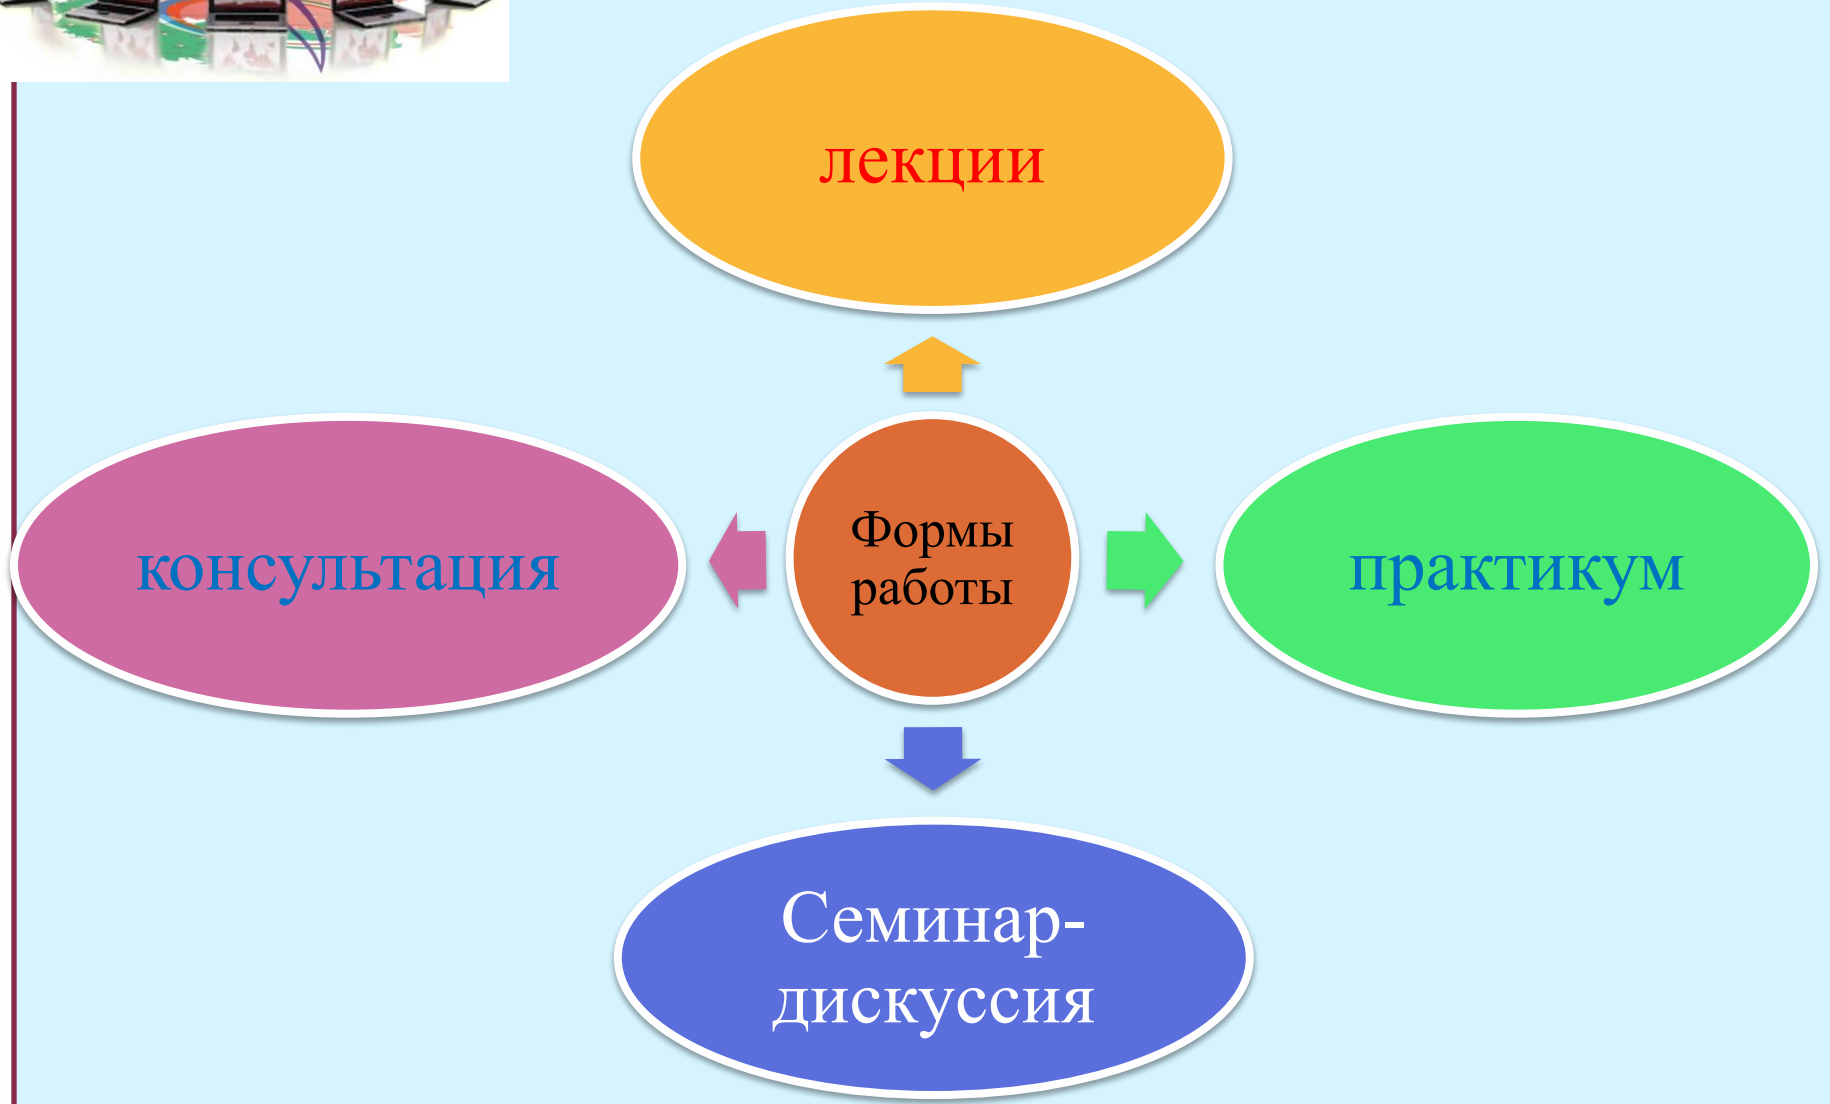 лекции
консультация
Формы
работы
практикум
Семинар-
дискуссия